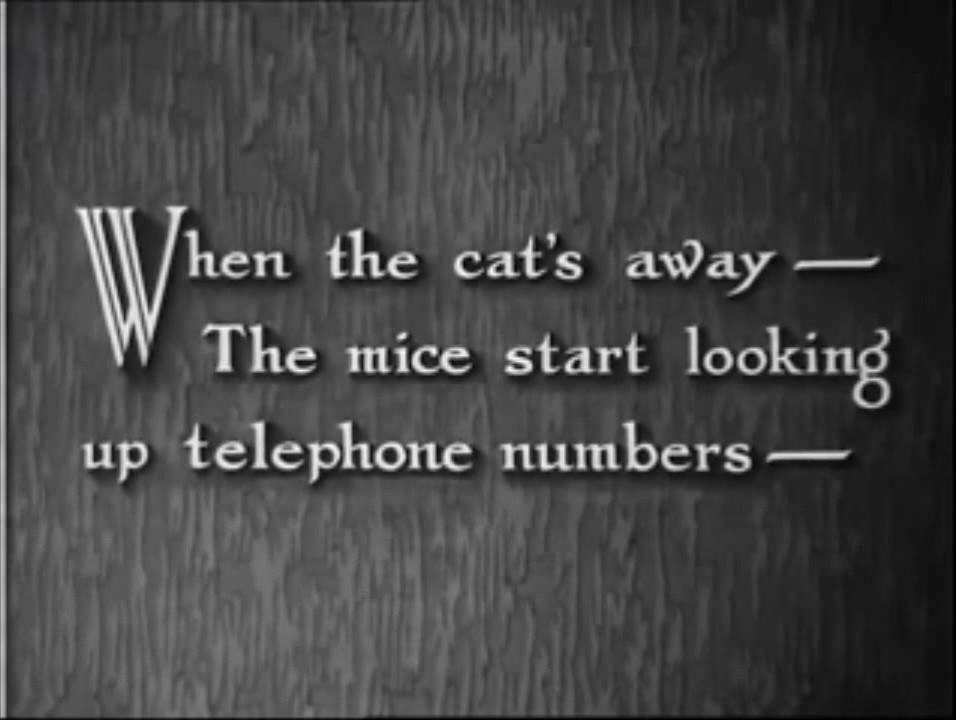 When the cat's away —
The mice start looking
up telephone numbers —